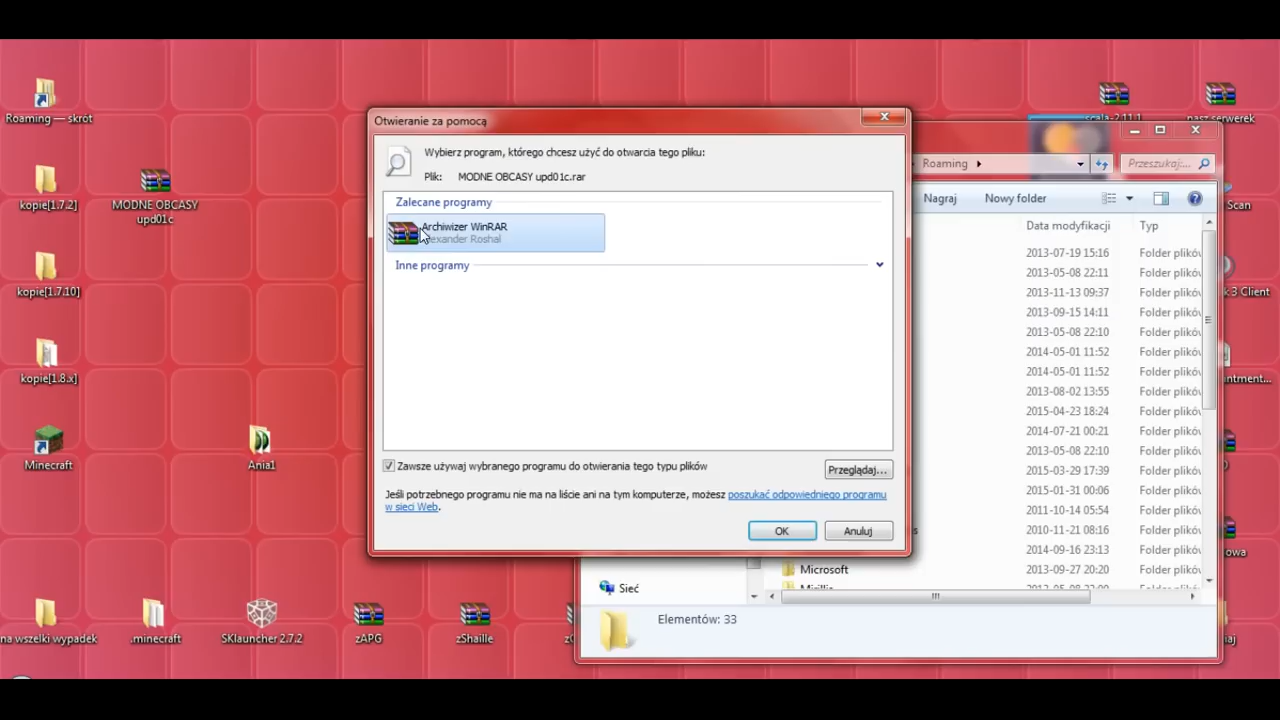 Roaming — skrót
kopie[1.7.2]
MODNE OBCASY
upd01c
kopie[1.7.10]
kopie[1.8.x]
Minecraft
Ania1
na wszelki wypadek
.minecraft
SKlauncher 2.7.2
zAPG
zShaille
Otwieranie za pomocą
Wybierz program, którego chcesz użyć do otwarcia tego pliku:
Plik: MODNE OBCASY upd01c.rar
Zalecane programy
Archiwizer WinRAR
exander Roshal
Inne programy
Zawsze używaj wybranego programu do otwierania tego typu plików
Przeglądaj...
Jeśli potrzebnego programu nie ma na liście ani na tym komputerze, możesz poszukać odpowiedniego programu
w sieci Web.
OK
Anuluj
scala-2.11.1
nasz serwerek
Roaming
Przeszukaj:...
Nagraj
Nowy folder
Data modyfikacji
Typ
2013-07-19 15:16 Folder plików
2013-05-08 22:11 Folder plików
2013-11-13 09:37 Folder plików
2013-09-15 14:11 Folder plików
2013-05-08 22:10 Folder plików
2014-05-01 11:52 Folder plików
2014-05-01 11:52 Folder plików
2013-08-02 13:55 Folder plików
2015-04-23 18:24 Folder plików
2014-07-21 00:01 Folder plików
2013-05-08 22:10 Folder plików
2015-03-29 17:39 Folder plików
2015-01-31 00:06 Folder plików
2011-10-14 05:54 Folder plików
2010-11-21 08:16 Folder plików
2014-09-16 23:13 Folder plików
Microsoft 2013-09-27 20:20 Folder plików
Sieć
Elementów: 33
Scan
3 Client